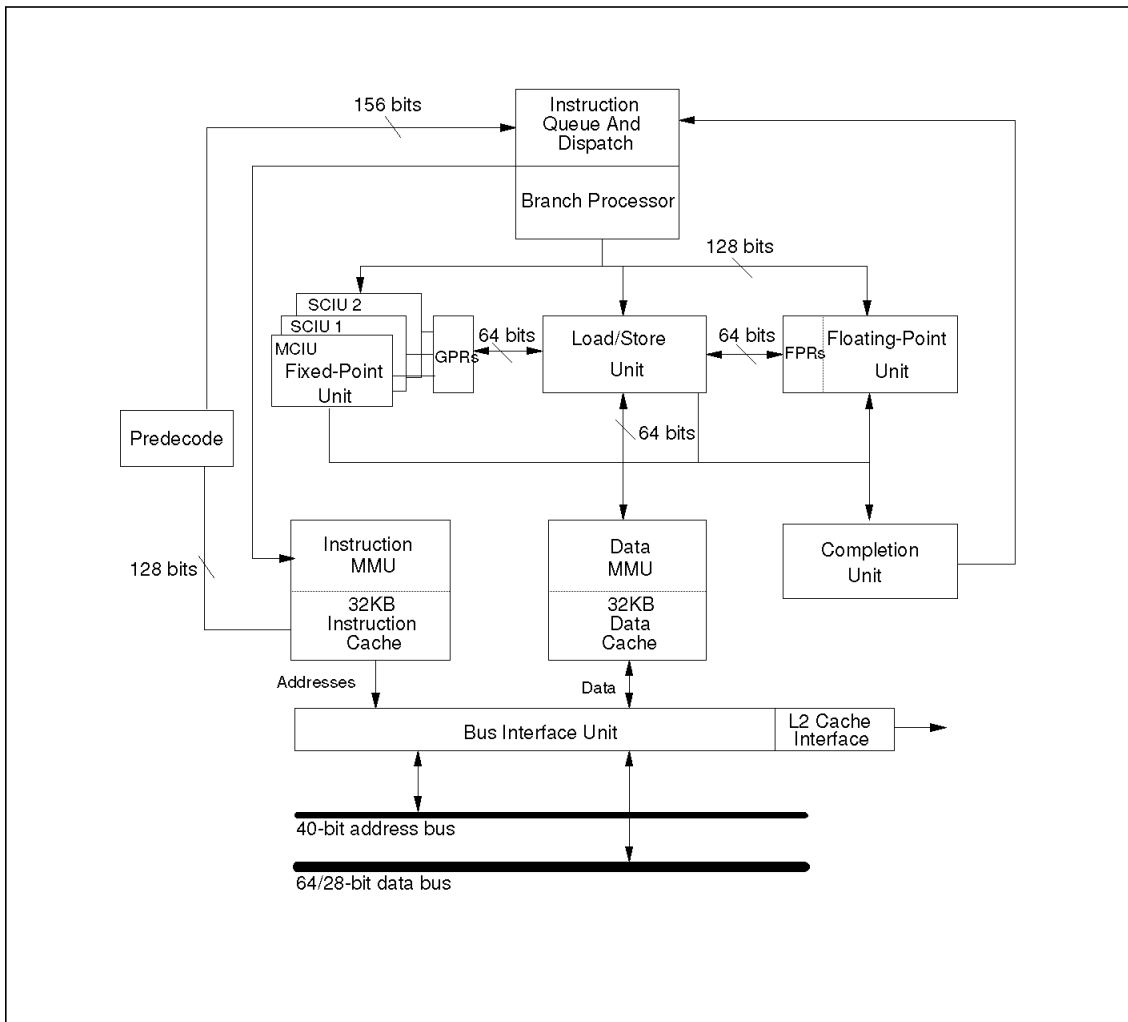 156 bits
Instruction
Queue And
Dispatch
Branch Processor
128 bits
SCIU 2
SCIU 1
MCIU
Fixed-Point
Unit
GPRs
64 bits
Load/Store
Unit
64 bits
FPRs
Floating-Point
Unit
64 bits
Predecode
128 bits
Instruction
MMU
32KB
Instruction
Cache
Data
MMU
32KB
Data
Cache
Completion
Unit
Addresses
Data
Bus Interface Unit
L2 Cache
Interface
40-bit address bus
64/28-bit data bus